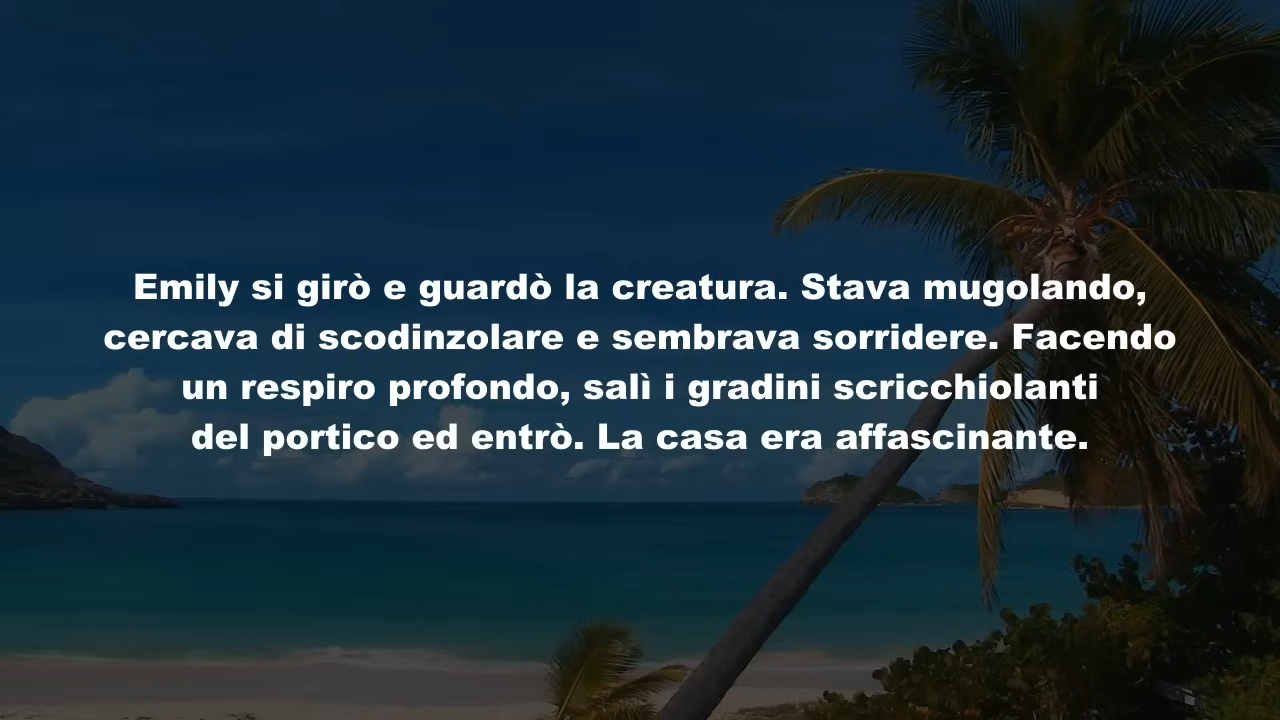 Emily si girò e guardò la creatura. Stava mugolando,
cercava di scodinzolare e sembrava sorridere. Facendo
un respiro profondo, salì i gradini scricchiolanti
del portico ed entrò. La casa era affascinante.